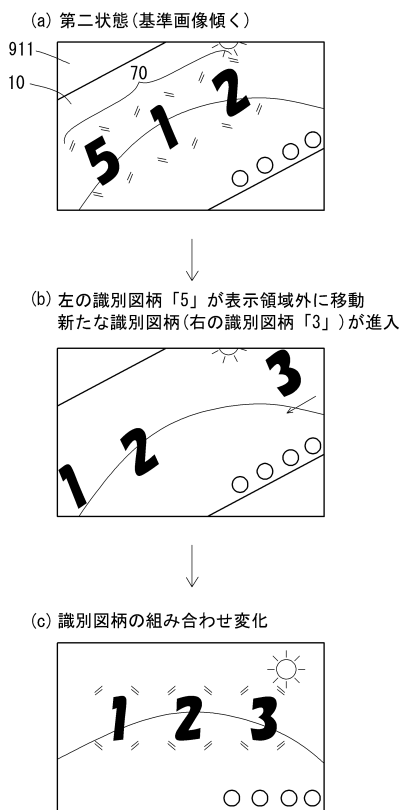 (a) 第二状態(基準画像傾く)
911
10
70
5 1 2
(b) 左の識別図柄「5」が表示領域外に移動
新たな識別図柄(右の識別図柄「3」)が進入
1 2 3
(c) 識別図柄の組み合わせ変化
1 2 3